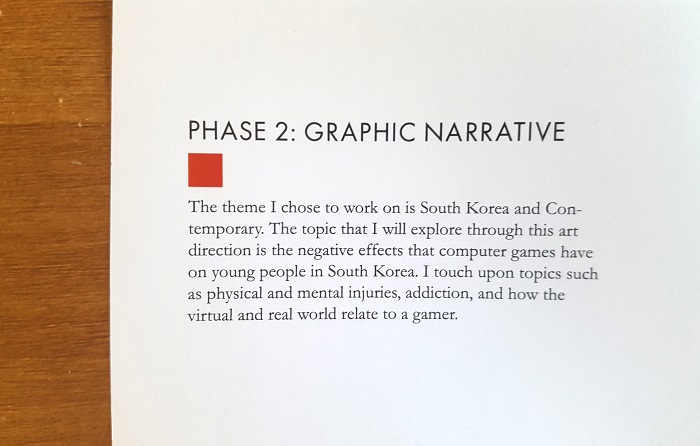 PHASE 2: GRAPHIC NARRATIVE
The theme I chose to work on is South Korea and Con-
temporary. The topic that I will explore through this art
direction is the negative effects that computer games have
on young people in South Korea. I touch upon topics such
as physical and mental injuries, addiction, and how the
virtual and real world relate to a gamer.